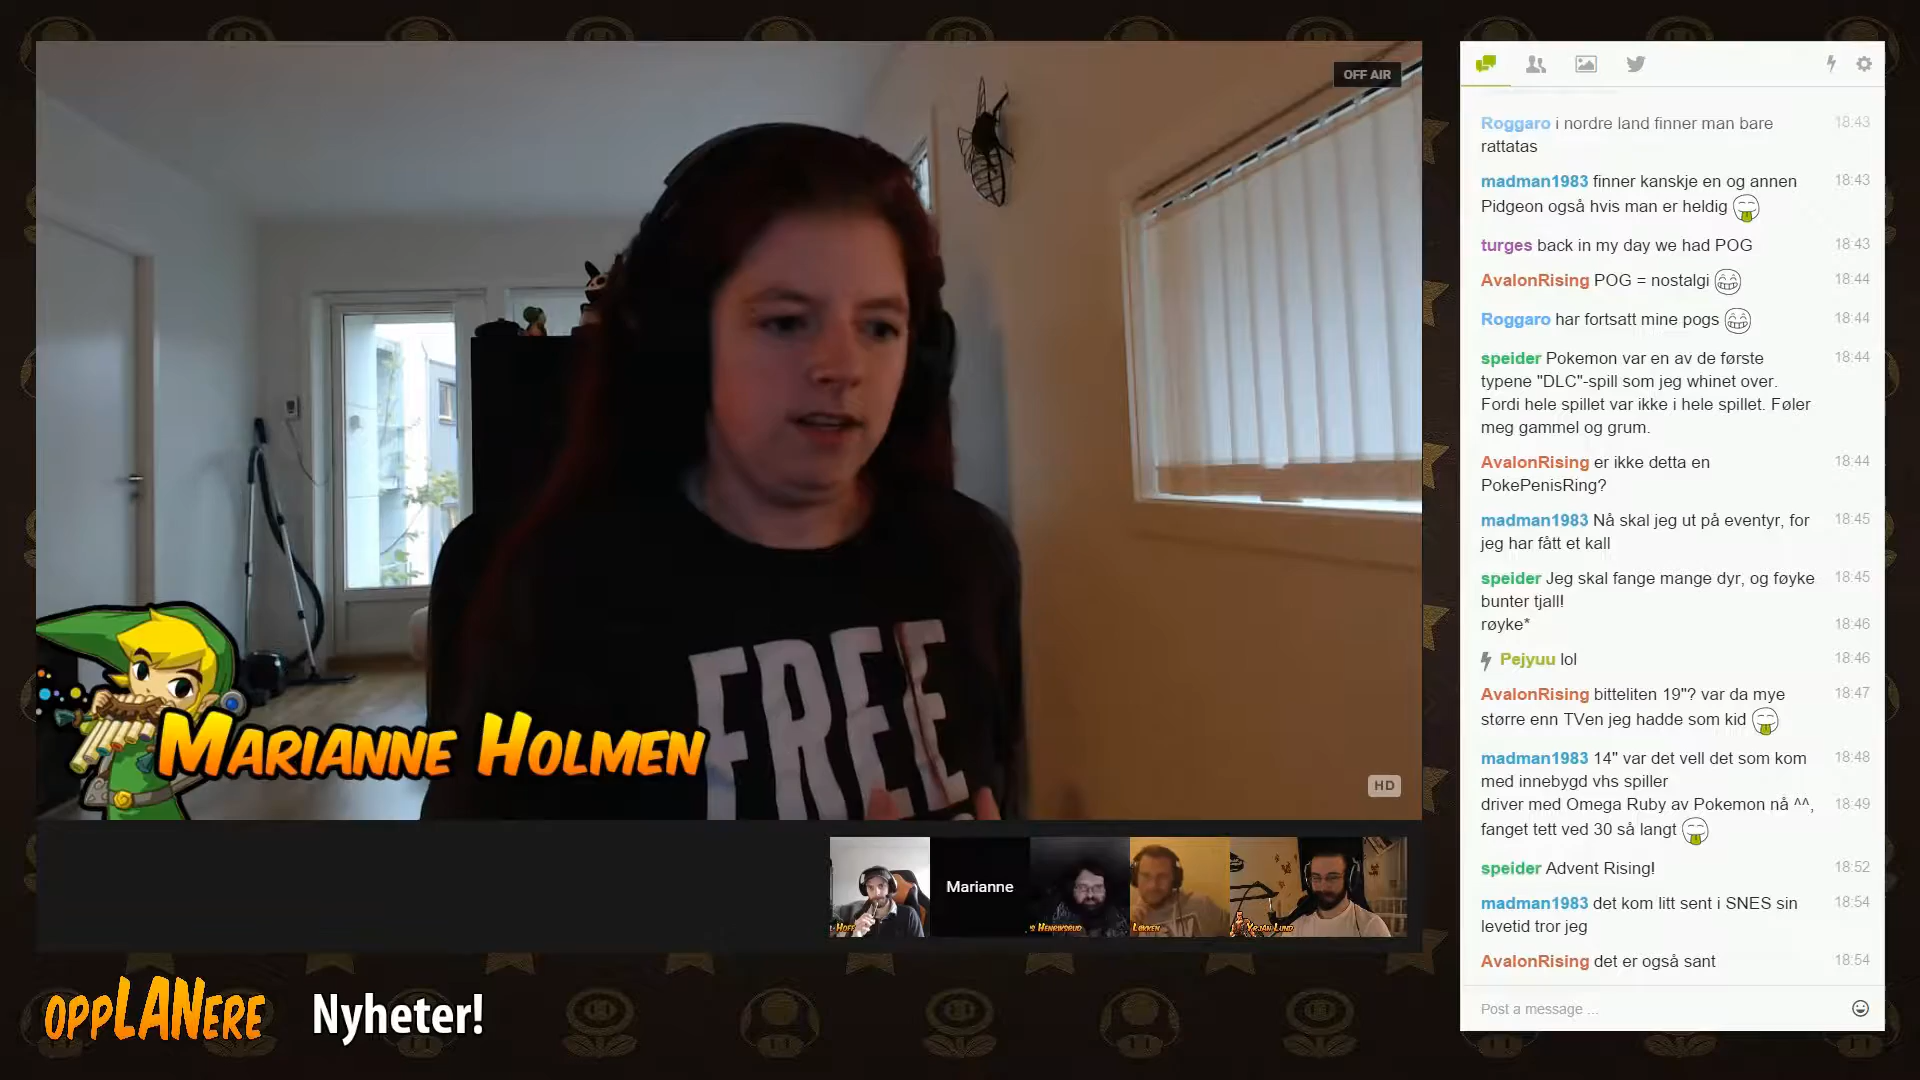 OFF AIR
FREE
MARIANNE HOLMEN
HD
L-HOFF
Marianne
HENRIKSRUD
LØKKEN
YRJAN LUND
OPPLANERE
Nyheter!
Roggaro i nordre land finner man bare 18:43
rattatas
madman1983 finner kanskje en og annen 18:43
Pidgeon også hvis man er heldig
turges back in my day we had POG 18:43
AvalonRising POG = nostalgi 18:44
Roggaro har fortsatt mine pogs 18:44
speider Pokemon var en av de første 18:44
typene "DLC"-spill som jeg whinet over.
Fordi hele spillet var ikke i hele spillet. Føler
meg gammel og grum.
AvalonRising er ikke detta en 18:44
PokePenisRing?
madman1983 Nå skal jeg ut på eventyr, for 18:45
jeg har fått et kall
speider Jeg skal fange mange dyr, og føyke 18:45
bunter tjall!
røyke* 18:46
Pejyuu lol 18:46
AvalonRising bitteliten 19"? var da mye 18:47
større enn TVen jeg hadde som kid
madman1983 14" var det vell det som kom 18:48
med innebygd vhs spiller
driver med Omega Ruby av Pokemon nå ^^, 18:49
fanget tett ved 30 så langt
speider Advent Rising! 18:52
madman1983 det kom litt sent i SNES sin 18:54
levetid tror jeg
AvalonRising det er også sant 18:54
Post a message ...